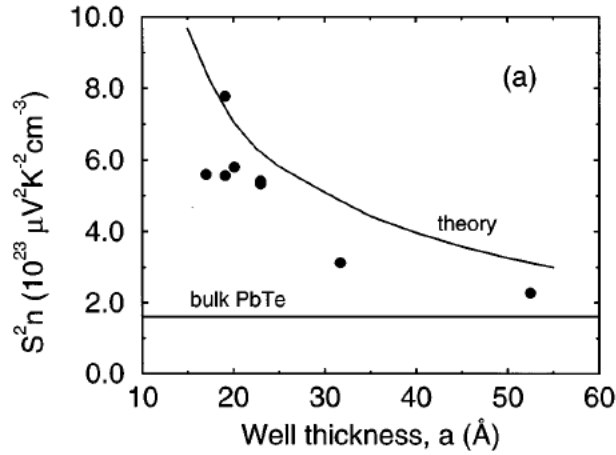 10.0
8.0
6.0
4.0
2.0
0.0
S²n (10²³ μV²K⁻²cm⁻³)
(a)
theory
bulk PbTe
10 20 30 40 50 60
Well thickness, a (Å)